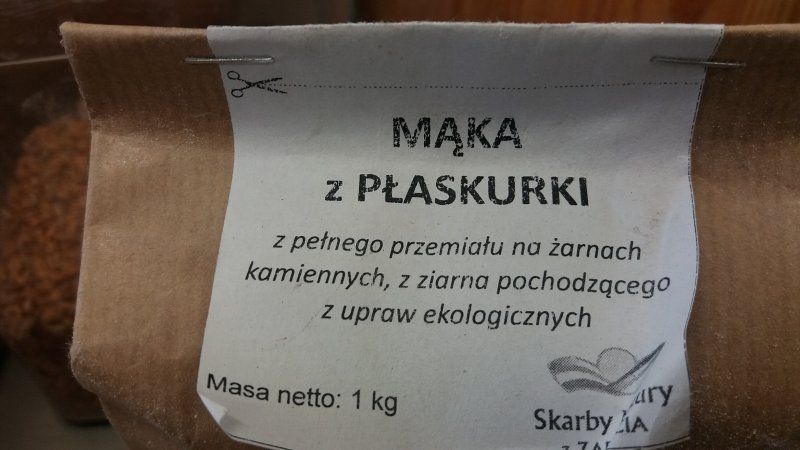 MĄKA
z PŁASKURKI
z pełnego przemiału na żarnach
kamiennych, z ziarna pochodzącego
z upraw ekologicznych
Masa netto: 1 kg
Skarby